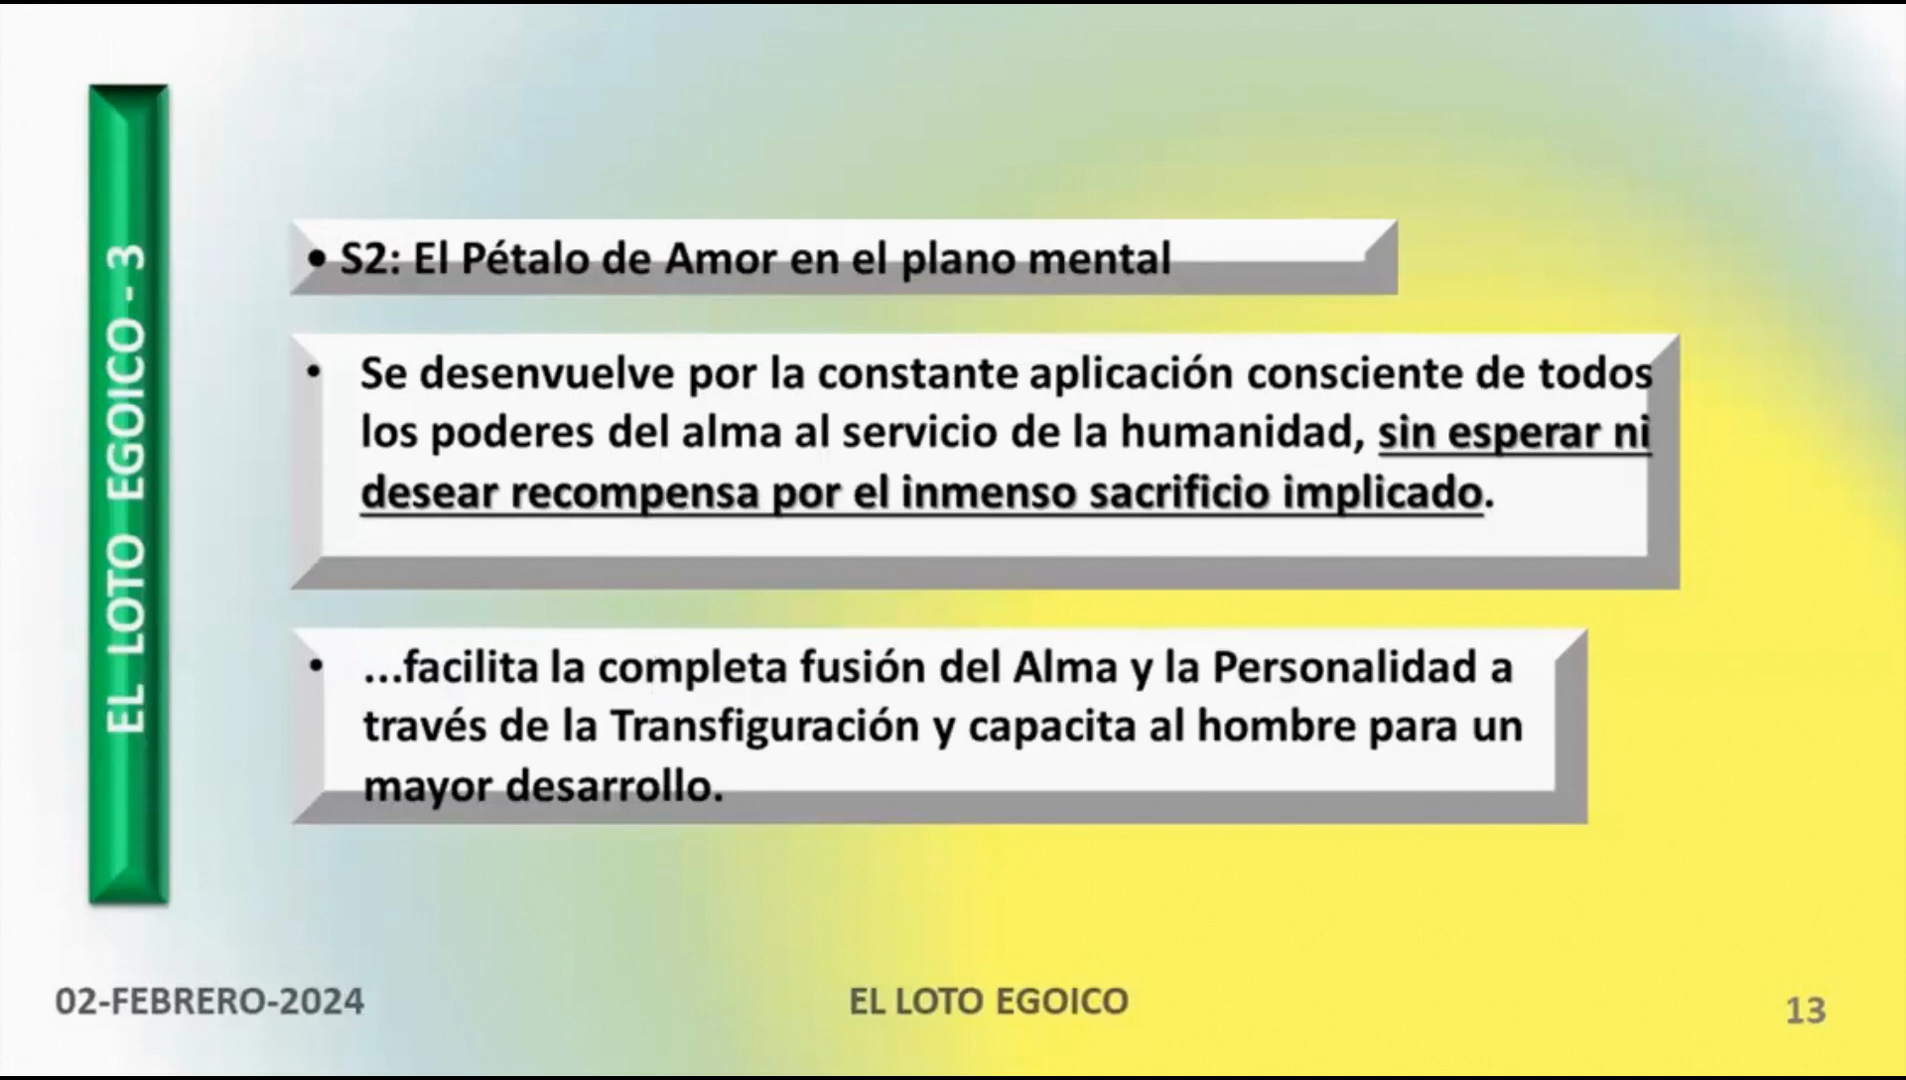 EL LOTO EGOICO - 3
• S2: El Pétalo de Amor en el plano mental
• Se desenvuelve por la constante aplicación consciente de todos
los poderes del alma al servicio de la humanidad, sin esperar ni
desear recompensa por el inmenso sacrificio implicado.
• ...facilita la completa fusión del Alma y la Personalidad a
través de la Transfiguración y capacita al hombre para un
mayor desarrollo.
02-FEBRERO-2024
EL LOTO EGOICO
13